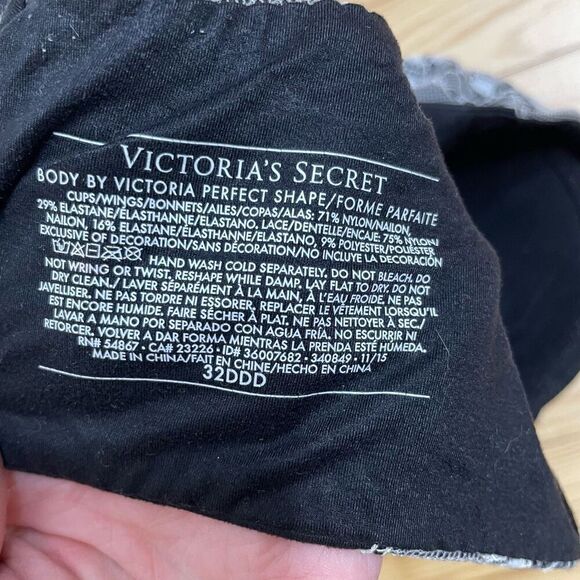 VICTORIA'S SECRET
BODY BY VICTORIA PERFECT SHAPE/FORME PARFAITE
CUPS/WINGS/BONNETS/AILES/COPAS/ALAS: 71% NYLON/NAILON,
29% ELASTANE/ÉLASTHANNE/ELASTANO, LACE/DENTELLE/ENCAJE: 75% NYLON/
NAILON, 16% ELASTANE/ÉLASTHANNE/ELASTANO, 9% POLYESTER/POLIÉSTER
EXCLUSIVE OF DECORATION/SANS DÉCORATION/NO INCLUYE LA DECORACIÓN
HAND WASH COLD SEPARATELY. DO NOT BLEACH. DO
NOT WRING OR TWIST. RESHAPE WHILE DAMP. LAY FLAT TO DRY. DO NOT
DRY CLEAN./ LAVER SÉPARÉMENT À LA MAIN, À L'EAU FROIDE. NE PAS
JAVELLISER. NE PAS TORDRE NI ESSORER. REPLACER LE VÊTEMENT LORSQU'IL
EST ENCORE HUMIDE. FAIRE SÉCHER À PLAT. NE PAS NETTOYER À SEC./
LAVAR A MANO POR SEPARADO CON AGUA FRÍA. NO ESCURRIR NI
RETORCER. VOLVER A DAR FORMA MIENTRAS LA PRENDA ESTÉ HÚMEDA.
RN# 54867 • CA# 23226 • ID# 36007682 • 340849 • 11/15
MADE IN CHINA/FAIT EN CHINE/HECHO EN CHINA
32DDD